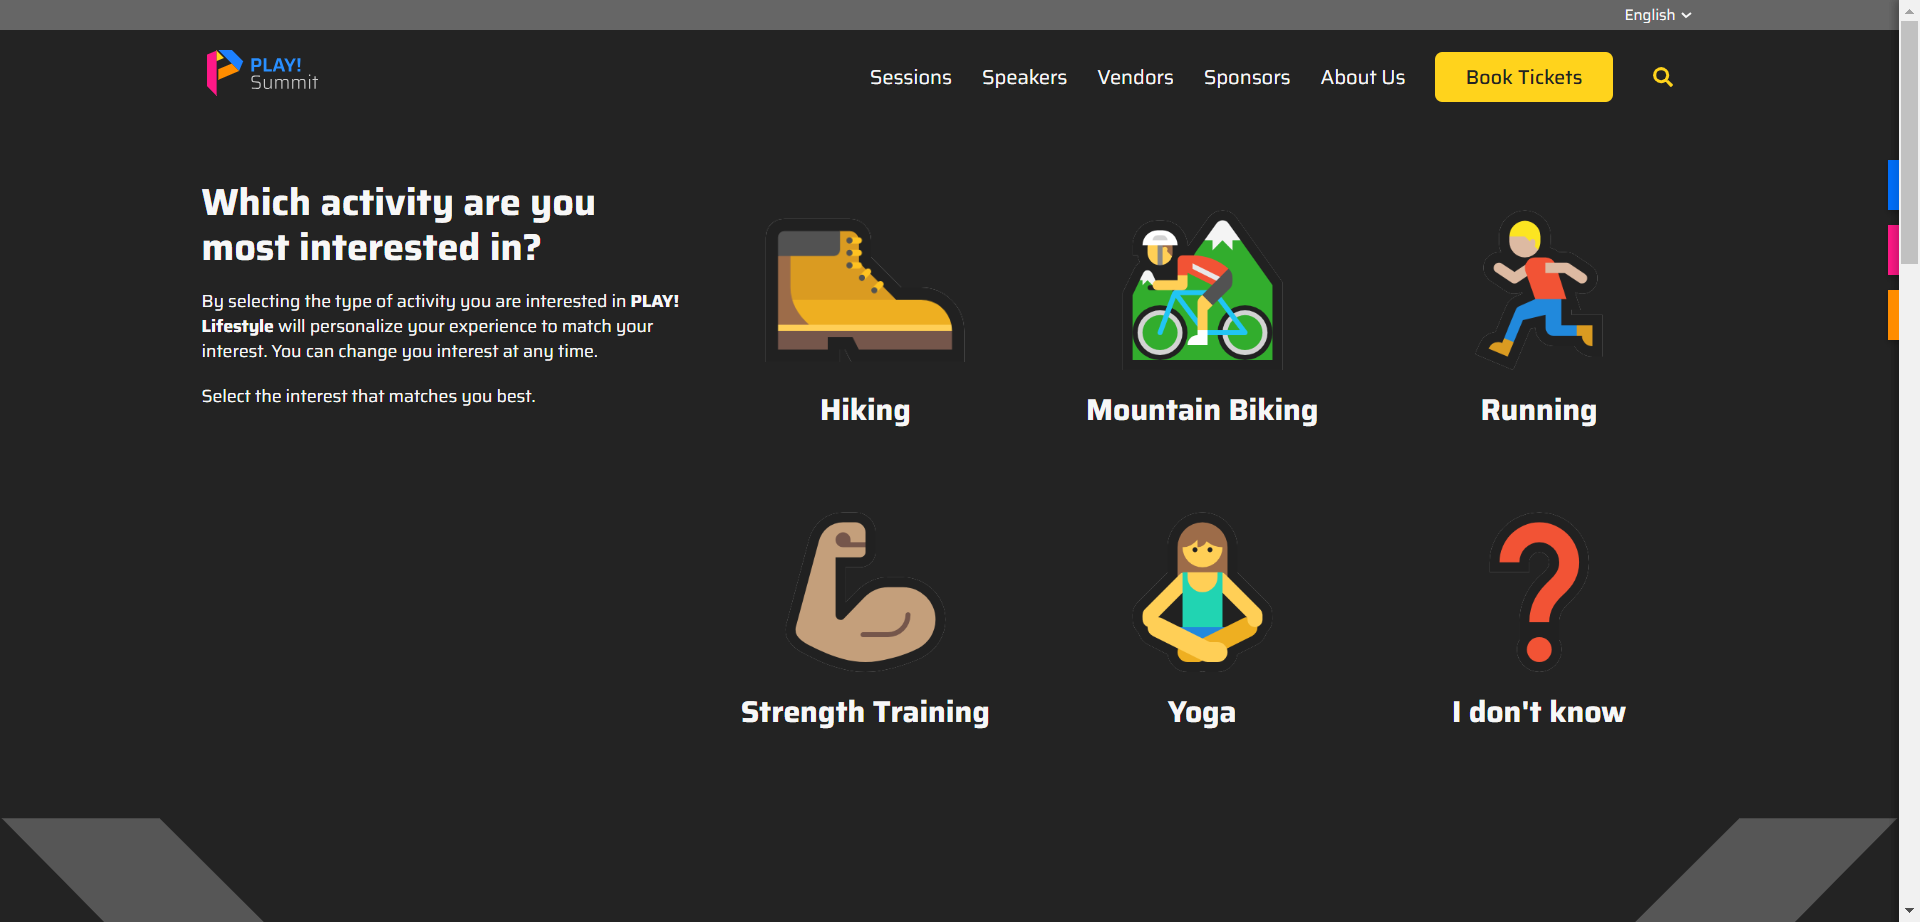 English
PLAY!
Summit
Sessions
Speakers
Vendors
Sponsors
About Us
Book Tickets
Which activity are you
most interested in?
By selecting the type of activity you are interested in PLAY!
Lifestyle will personalize your experience to match your
interest. You can change you interest at any time.
Select the interest that matches you best.
Hiking
Mountain Biking
Running
Strength Training
Yoga
I don't know